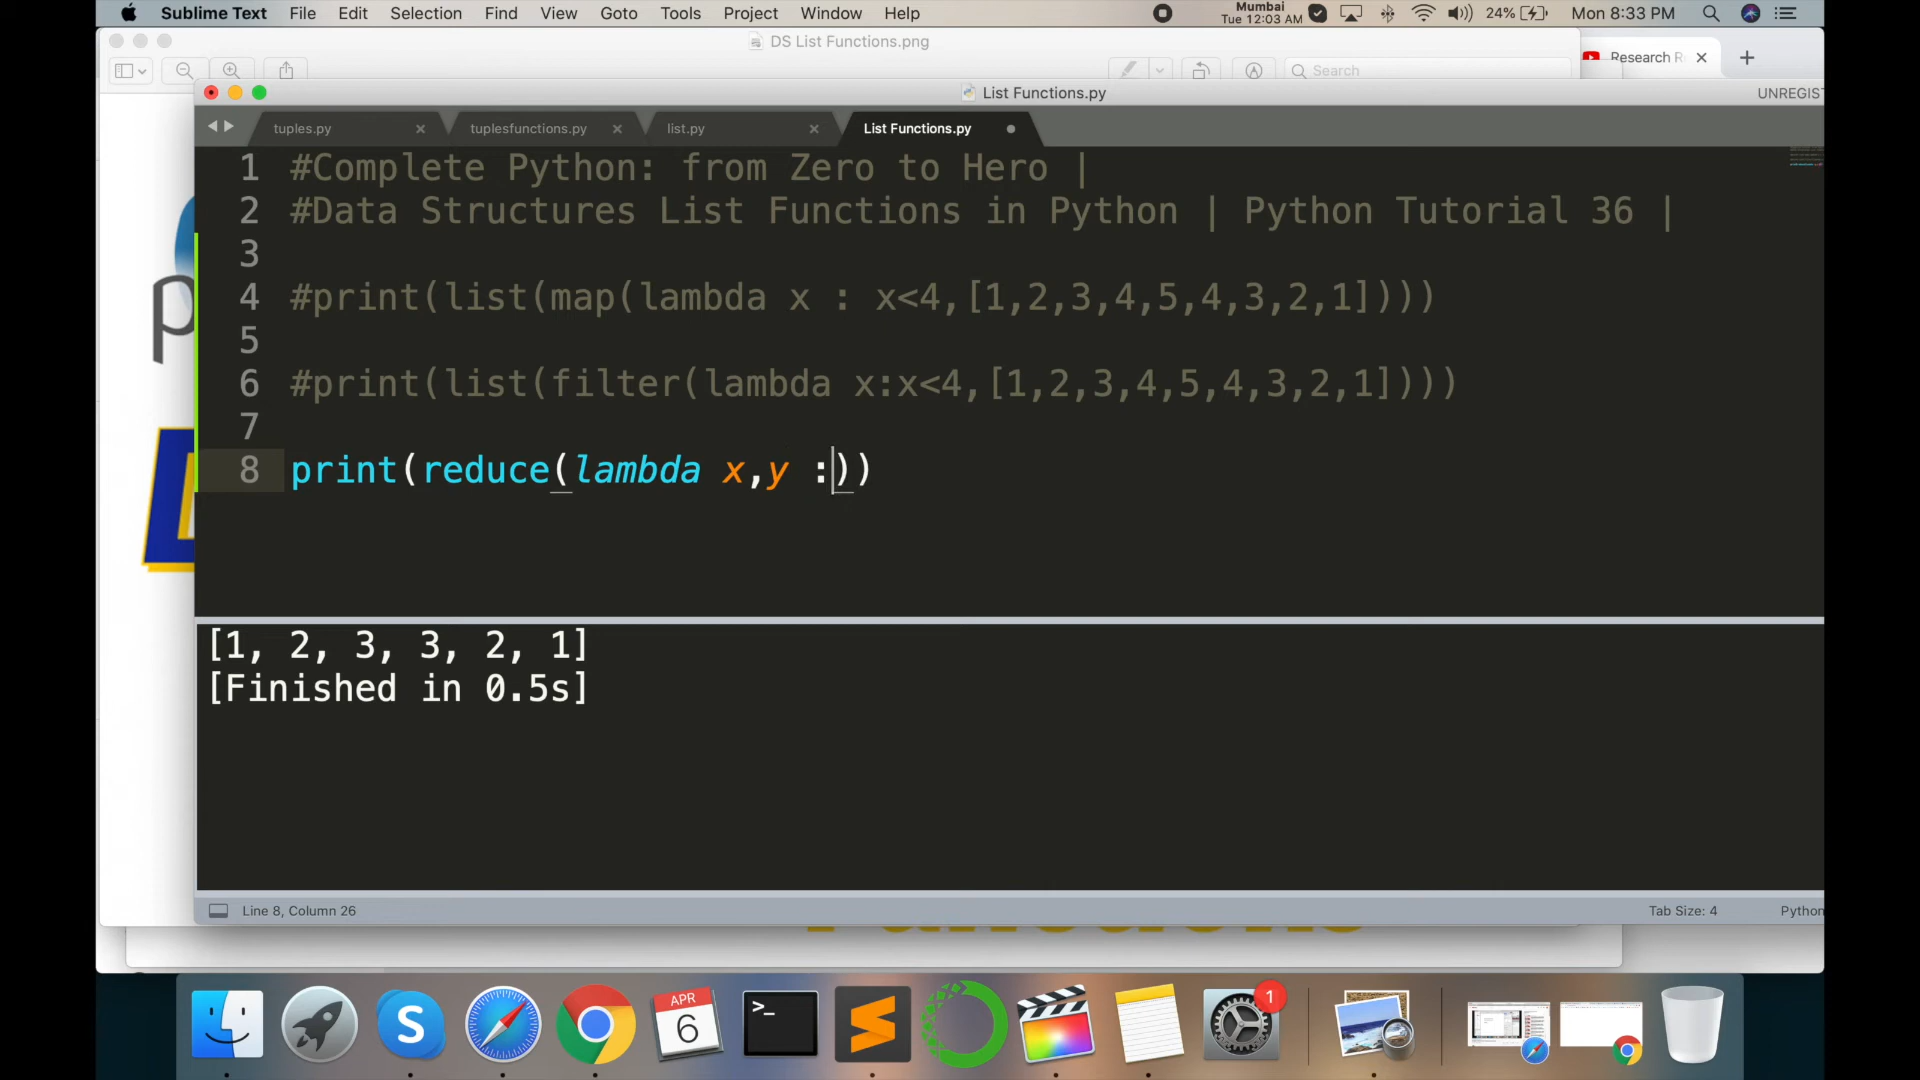 Sublime Text File Edit Selection Find View Goto Tools Project Window Help Mumbai Tue 12:03 AM 24% Mon 8:33 PM
DS List Functions.png
Search
Research R
List Functions.py UNREGIS
tuples.py tuplesfunctions.py list.py List Functions.py
1 #Complete Python: from Zero to Hero |
2 #Data Structures List Functions in Python | Python Tutorial 36 |
3
4 #print(list(map(lambda x : x<4,[1,2,3,4,5,4,3,2,1])))
5
6 #print(list(filter(lambda x:x<4,[1,2,3,4,5,4,3,2,1])))
7
8 print(reduce(lambda x,y :))
[1, 2, 3, 3, 2, 1]
[Finished in 0.5s]
Line 8, Column 26 Tab Size: 4 Python
S APR 6 >_ 1